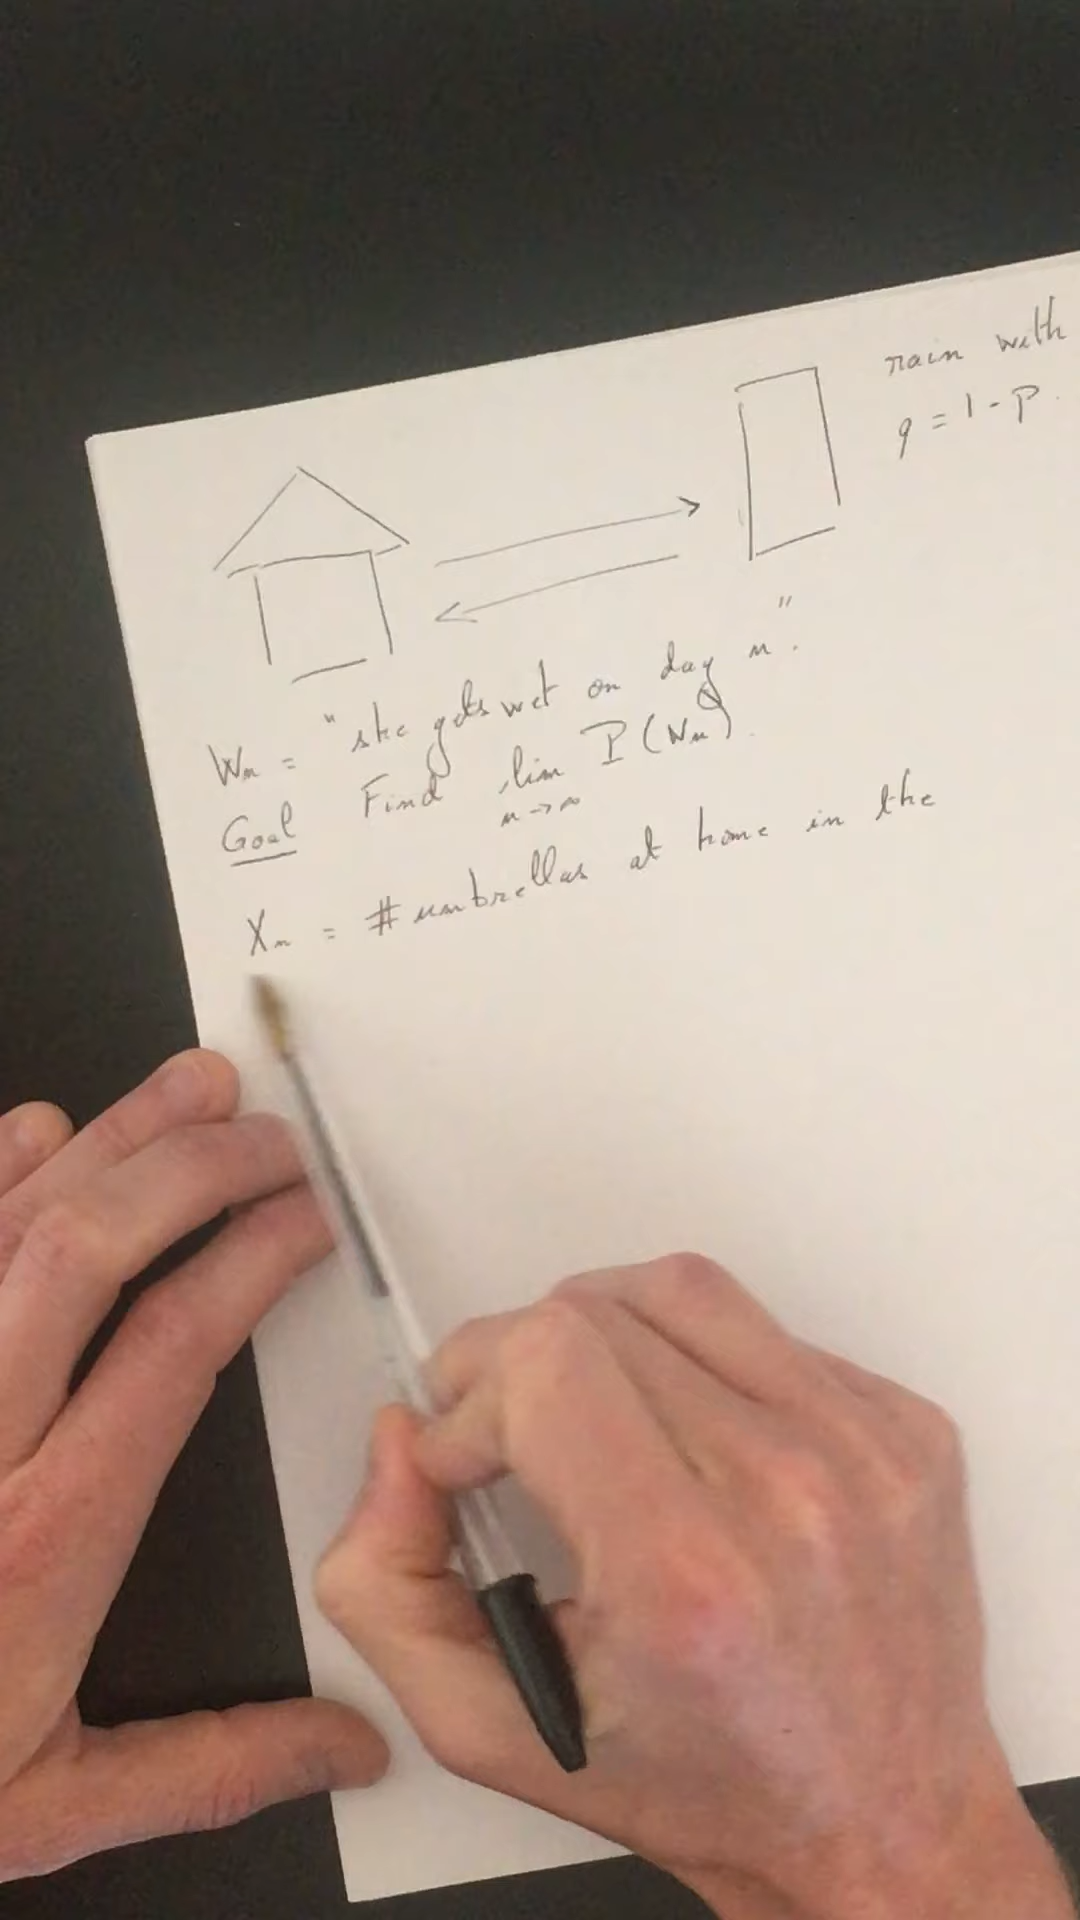 rain with
q = 1 - p.
Wn = "she gets wet on day n".
Goal Find lim P(Wn).
n → ∞
Xn = # umbrellas at home in the